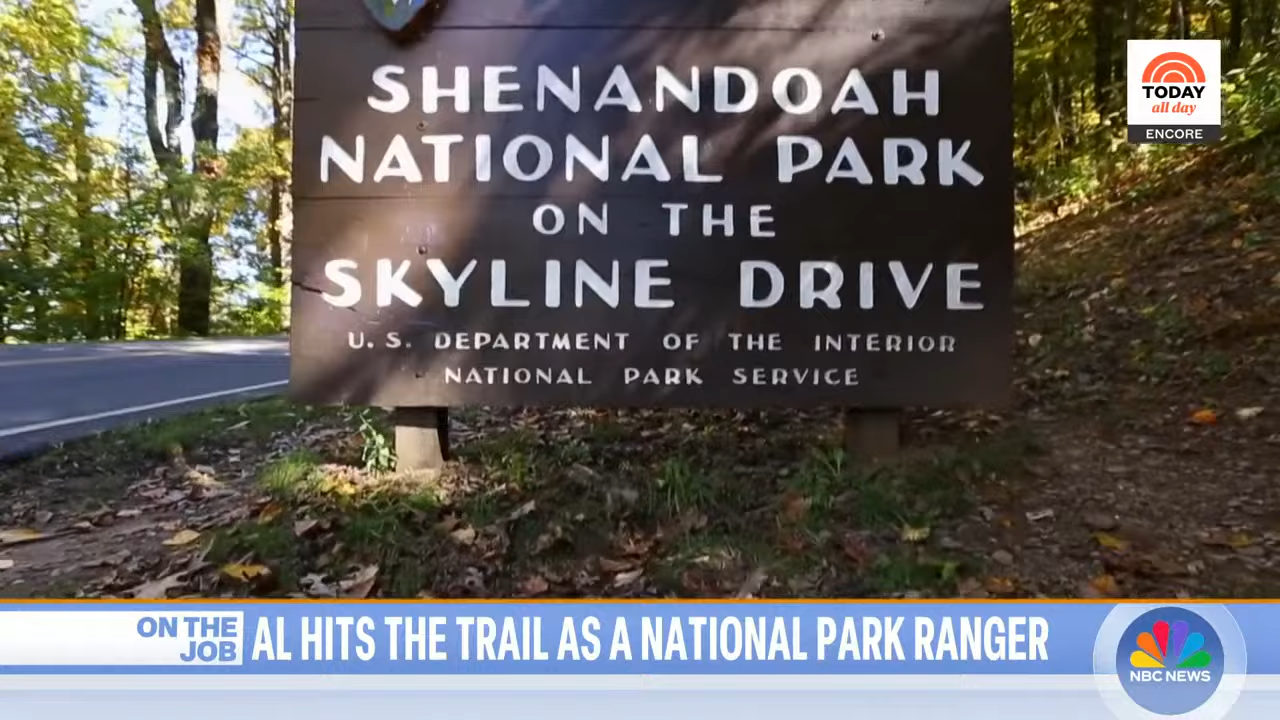 SHENANDOAH
NATIONAL PARK
ON THE
SKYLINE DRIVE
U.S. DEPARTMENT OF THE INTERIOR
NATIONAL PARK SERVICE
TODAY
all day
ENCORE
ON THE
JOB
AL HITS THE TRAIL AS A NATIONAL PARK RANGER
NBC NEWS